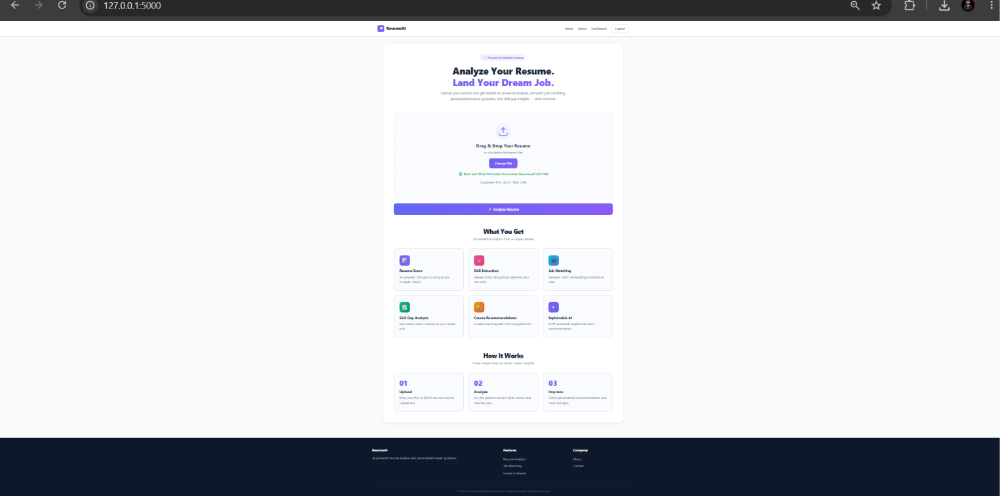 127.0.0.1:5000
ResumeAI
Home About Dashboard Logout
Powered by Machine Learning
Analyze Your Resume.
Land Your Dream Job.
Upload your resume and get instant AI-powered analysis, semantic job matching,
personalized career guidance, and skill gap insights — all in seconds.
Drag & Drop Your Resume
or click below to browse files
Choose File
Black and White Minimalist Accountant Resume.pdf
Supported: PDF, DOCX · Max 5 MB
Analyze Resume
What You Get
Six powerful insights from a single upload
Resume Score
AI-powered 100-point scoring across
multiple criteria
Skill Extraction
Named Entity Recognition identifies your
real skills
Job Matching
Semantic SBERT embeddings find best-fit
roles
Skill Gap Analysis
See exactly what's missing for your target
role
Course Recommendations
Curated learning paths from top platforms
Explainable AI
SHAP-powered insights into every
recommendation
How It Works
Three simple steps to better career insights
01
Upload
Drop your PDF or DOCX resume into the
upload box.
02
Analyze
Our ML pipeline extracts skills, scores, and
matches jobs.
03
Improve
Follow personalized recommendations and
close skill gaps.
ResumeAI
AI-powered resume analysis and personalized career guidance.
Features
Resume Analysis
Job Matching
Career Guidance
Company
About
Contact
AI Resume Analyzer and Career Guidance Portal. All rights reserved.